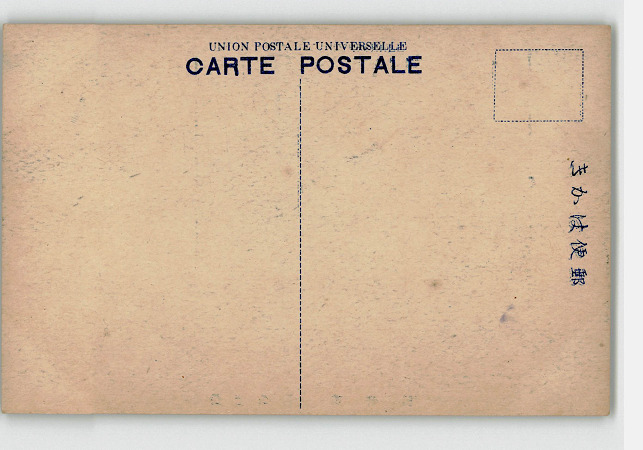 UNION POSTALE UNIVERSELLE
CARTE POSTALE
郵便はかき